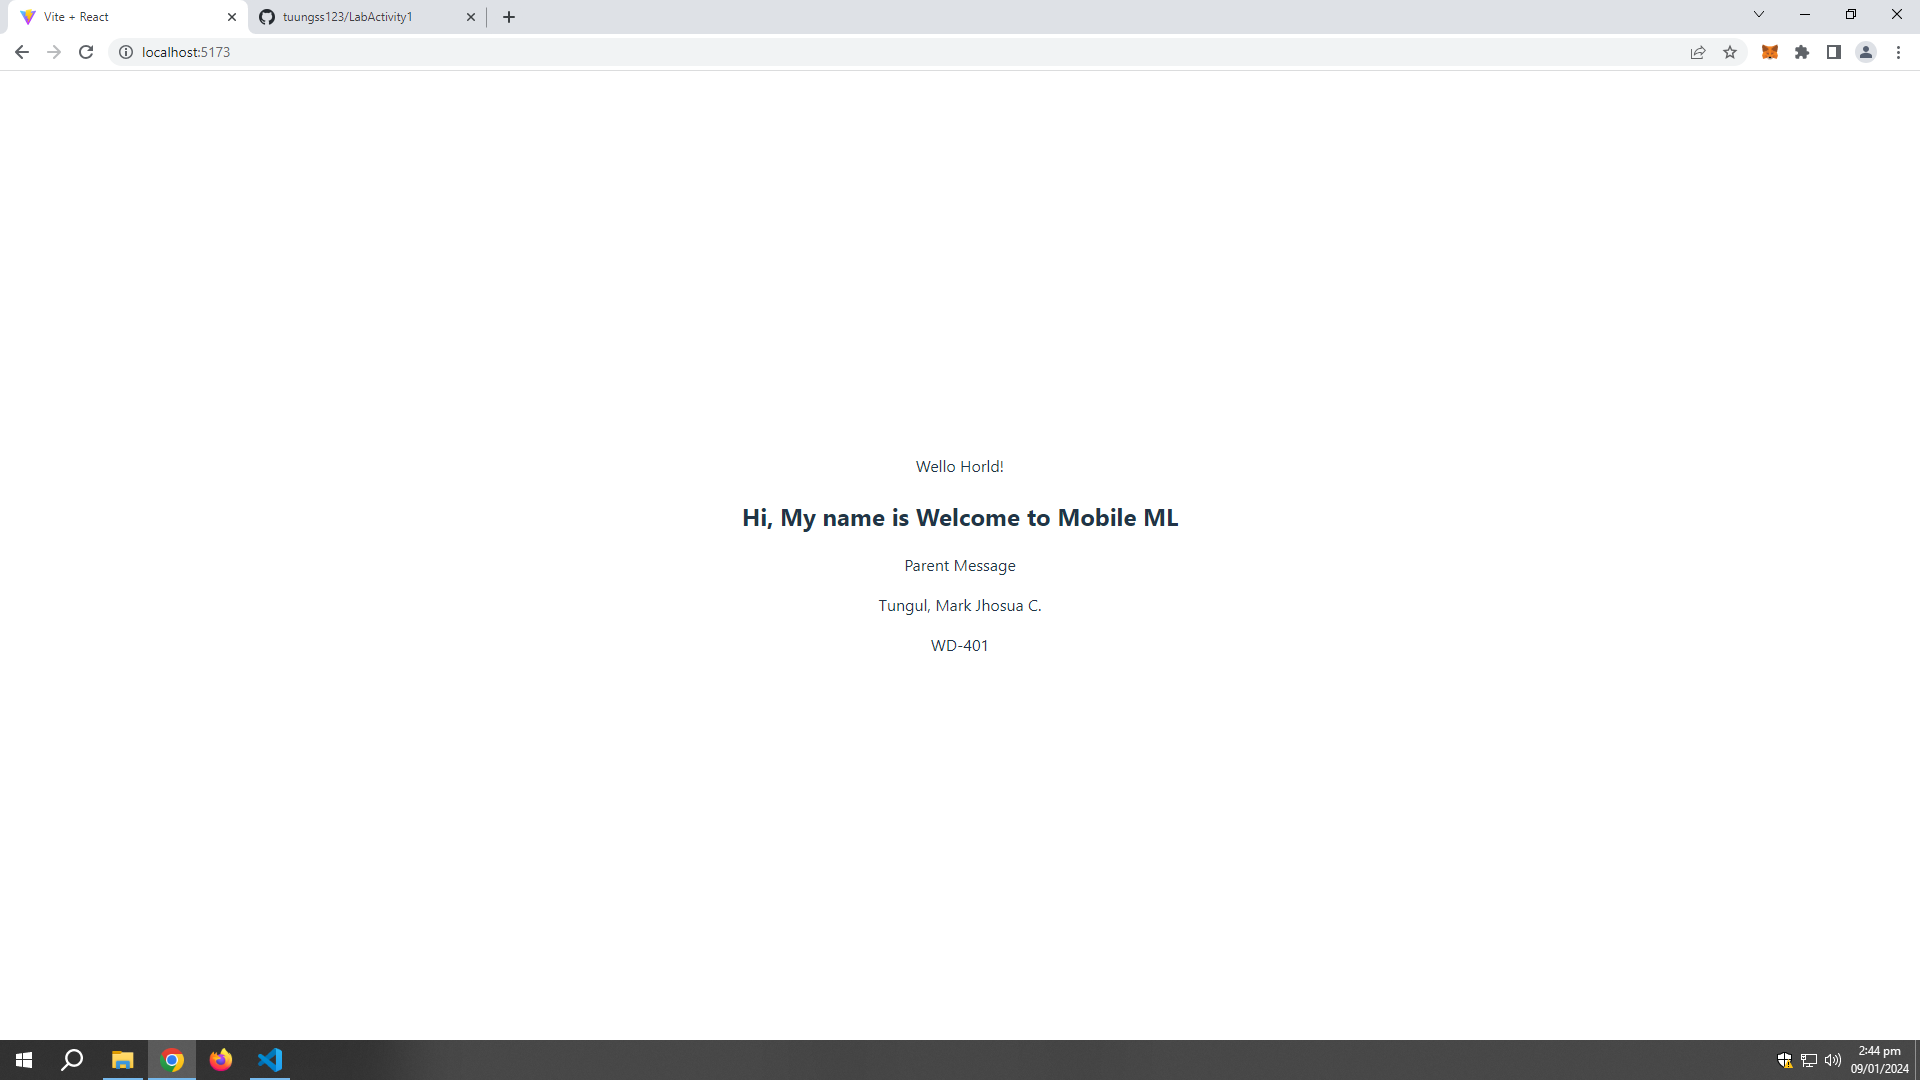 Vite + React
tuungss123/LabActivity1
localhost:5173
Wello Horld!
Hi, My name is Welcome to Mobile ML
Parent Message
Tungul, Mark Jhosua C.
WD-401
2:44 pm
09/01/2024